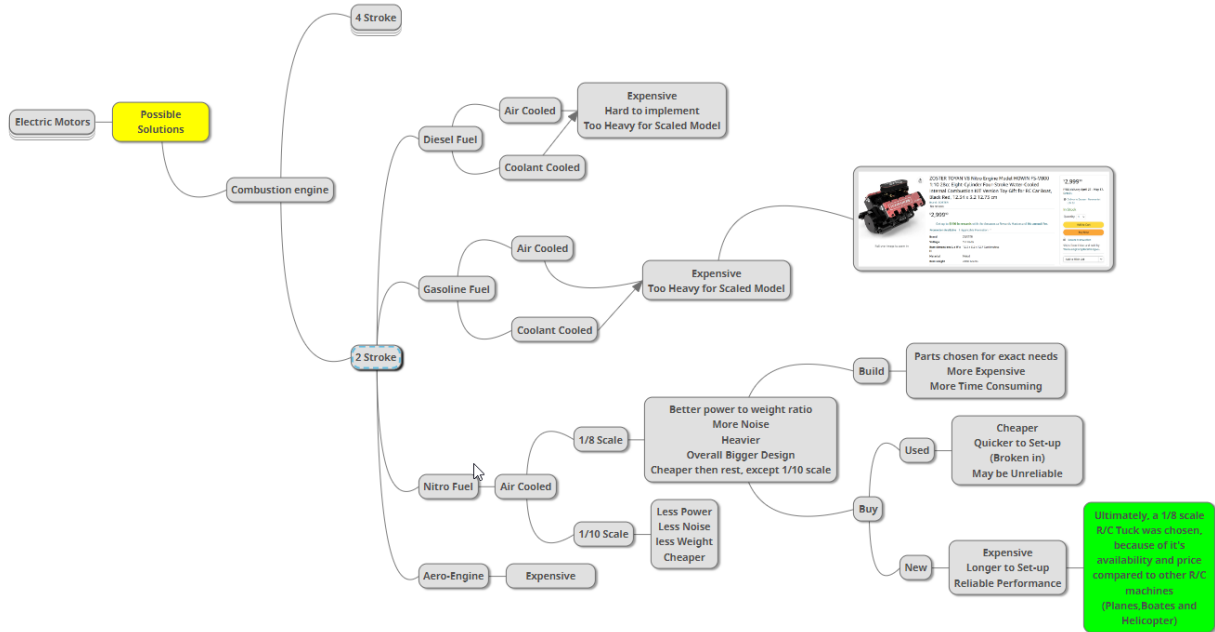 4 Stroke
Electric Motors
Possible
Solutions
Combustion engine
Diesel Fuel
Air Cooled
Coolant Cooled
Expensive
Hard to implement
Too Heavy for Scaled Model
Gasoline Fuel
Air Cooled
Coolant Cooled
Expensive
Too Heavy for Scaled Model
2,999
2,999
2 Stroke
Nitro Fuel
Air Cooled
1/8 Scale
Better power to weight ratio
More Noise
Heavier
Overall Bigger Design
Cheaper then rest, except 1/10 scale
Build
Parts chosen for exact needs
More Expensive
More Time Consuming
Buy
Used
Cheaper
Quicker to Set-up
(Broken in)
May be Unreliable
New
Expensive
Longer to Set-up
Reliable Performance
Ultimately, a 1/8 scale
R/C Tuck was chosen,
because of it's
availability and price
compared to other R/C
machines
(Planes,Boates and
Helicopter)
1/10 Scale
Less Power
Less Noise
less Weight
Cheaper
Aero-Engine
Expensive